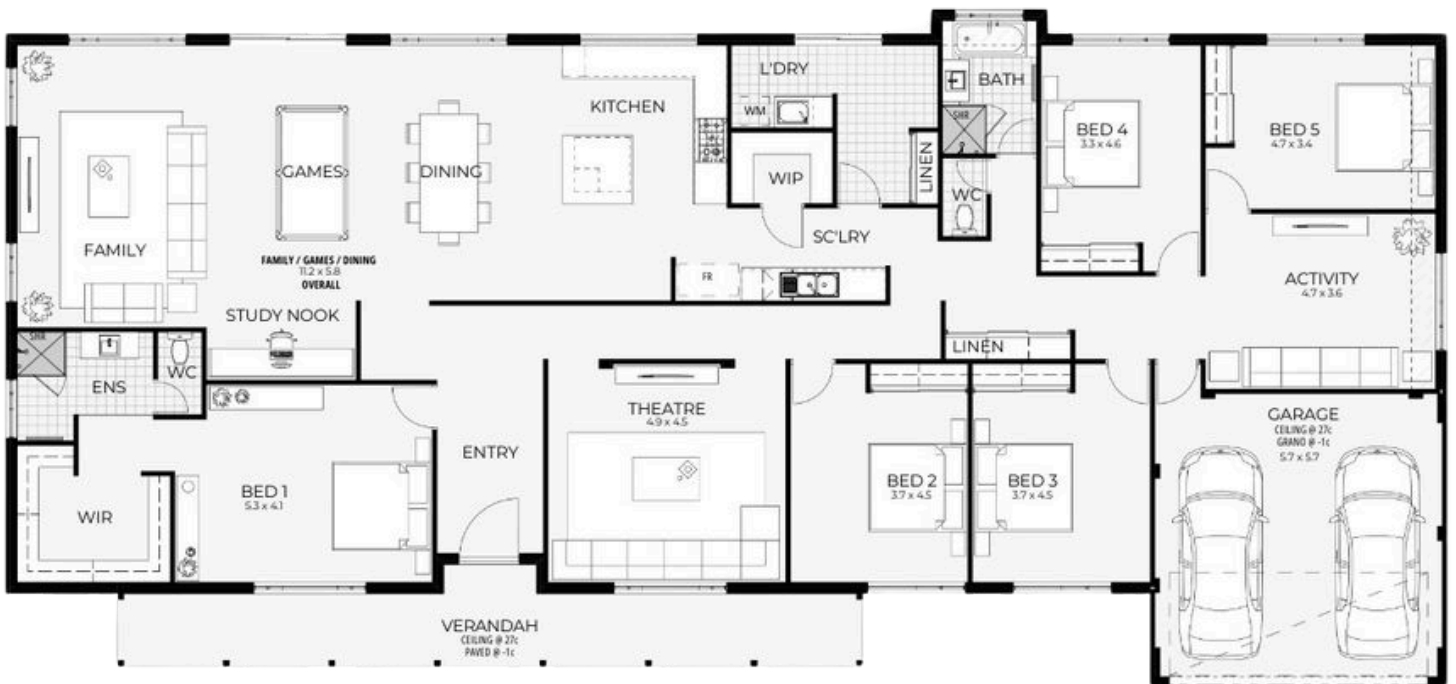 L'DRY
BATH
KITCHEN
WM
SHR
BED 4
3.3 x 4.6
BED 5
4.7 x 3.4
GAMES
DINING
WIP
LINEN
WC
FAMILY
FAMILY / GAMES / DINING
11.2 x 5.8
OVERALL
SC'LRY
FR
ACTIVITY
4.7 x 3.6
STUDY NOOK
SHR
WC
ENS
LINEN
THEATRE
4.9 x 4.5
GARAGE
CEILING @ 27c
GRANO @ -1c
5.7 x 5.7
ENTRY
BED 1
5.3 x 4.1
BED 2
3.7 x 4.5
BED 3
3.7 x 4.5
WIR
VERANDAH
CEILING @ 27c
PAVED @ -1c